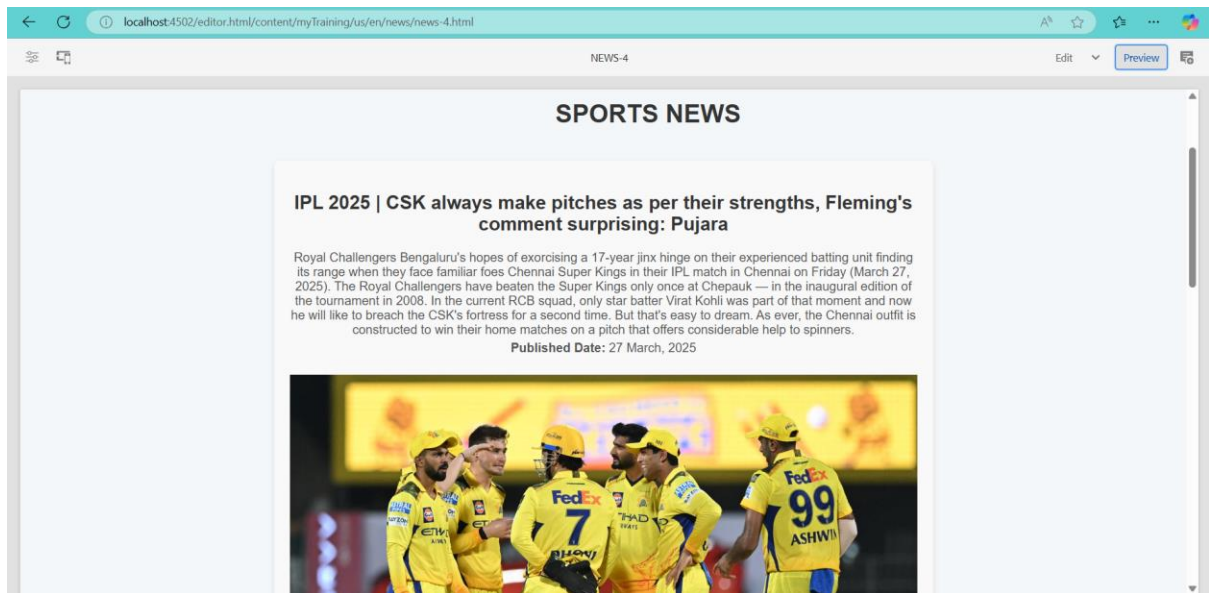 localhost:4502/editor.html/content/myTraining/us/en/news/news-4.html
NEWS-4
Edit
Preview
SPORTS NEWS
IPL 2025 | CSK always make pitches as per their strengths, Fleming's
comment surprising: Pujara
Royal Challengers Bengaluru's hopes of exorcising a 17-year jinx hinge on their experienced batting unit finding
its range when they face familiar foes Chennai Super Kings in their IPL match in Chennai on Friday (March 27,
2025). The Royal Challengers have beaten the Super Kings only once at Chepauk — in the inaugural edition of
the tournament in 2008. In the current RCB squad, only star batter Virat Kohli was part of that moment and now
he will like to breach the CSK's fortress for a second time. But that's easy to dream. As ever, the Chennai outfit is
constructed to win their home matches on a pitch that offers considerable help to spinners.
Published Date: 27 March, 2025
FedEx
7
DHONI
FedEx
99
ASHWIN